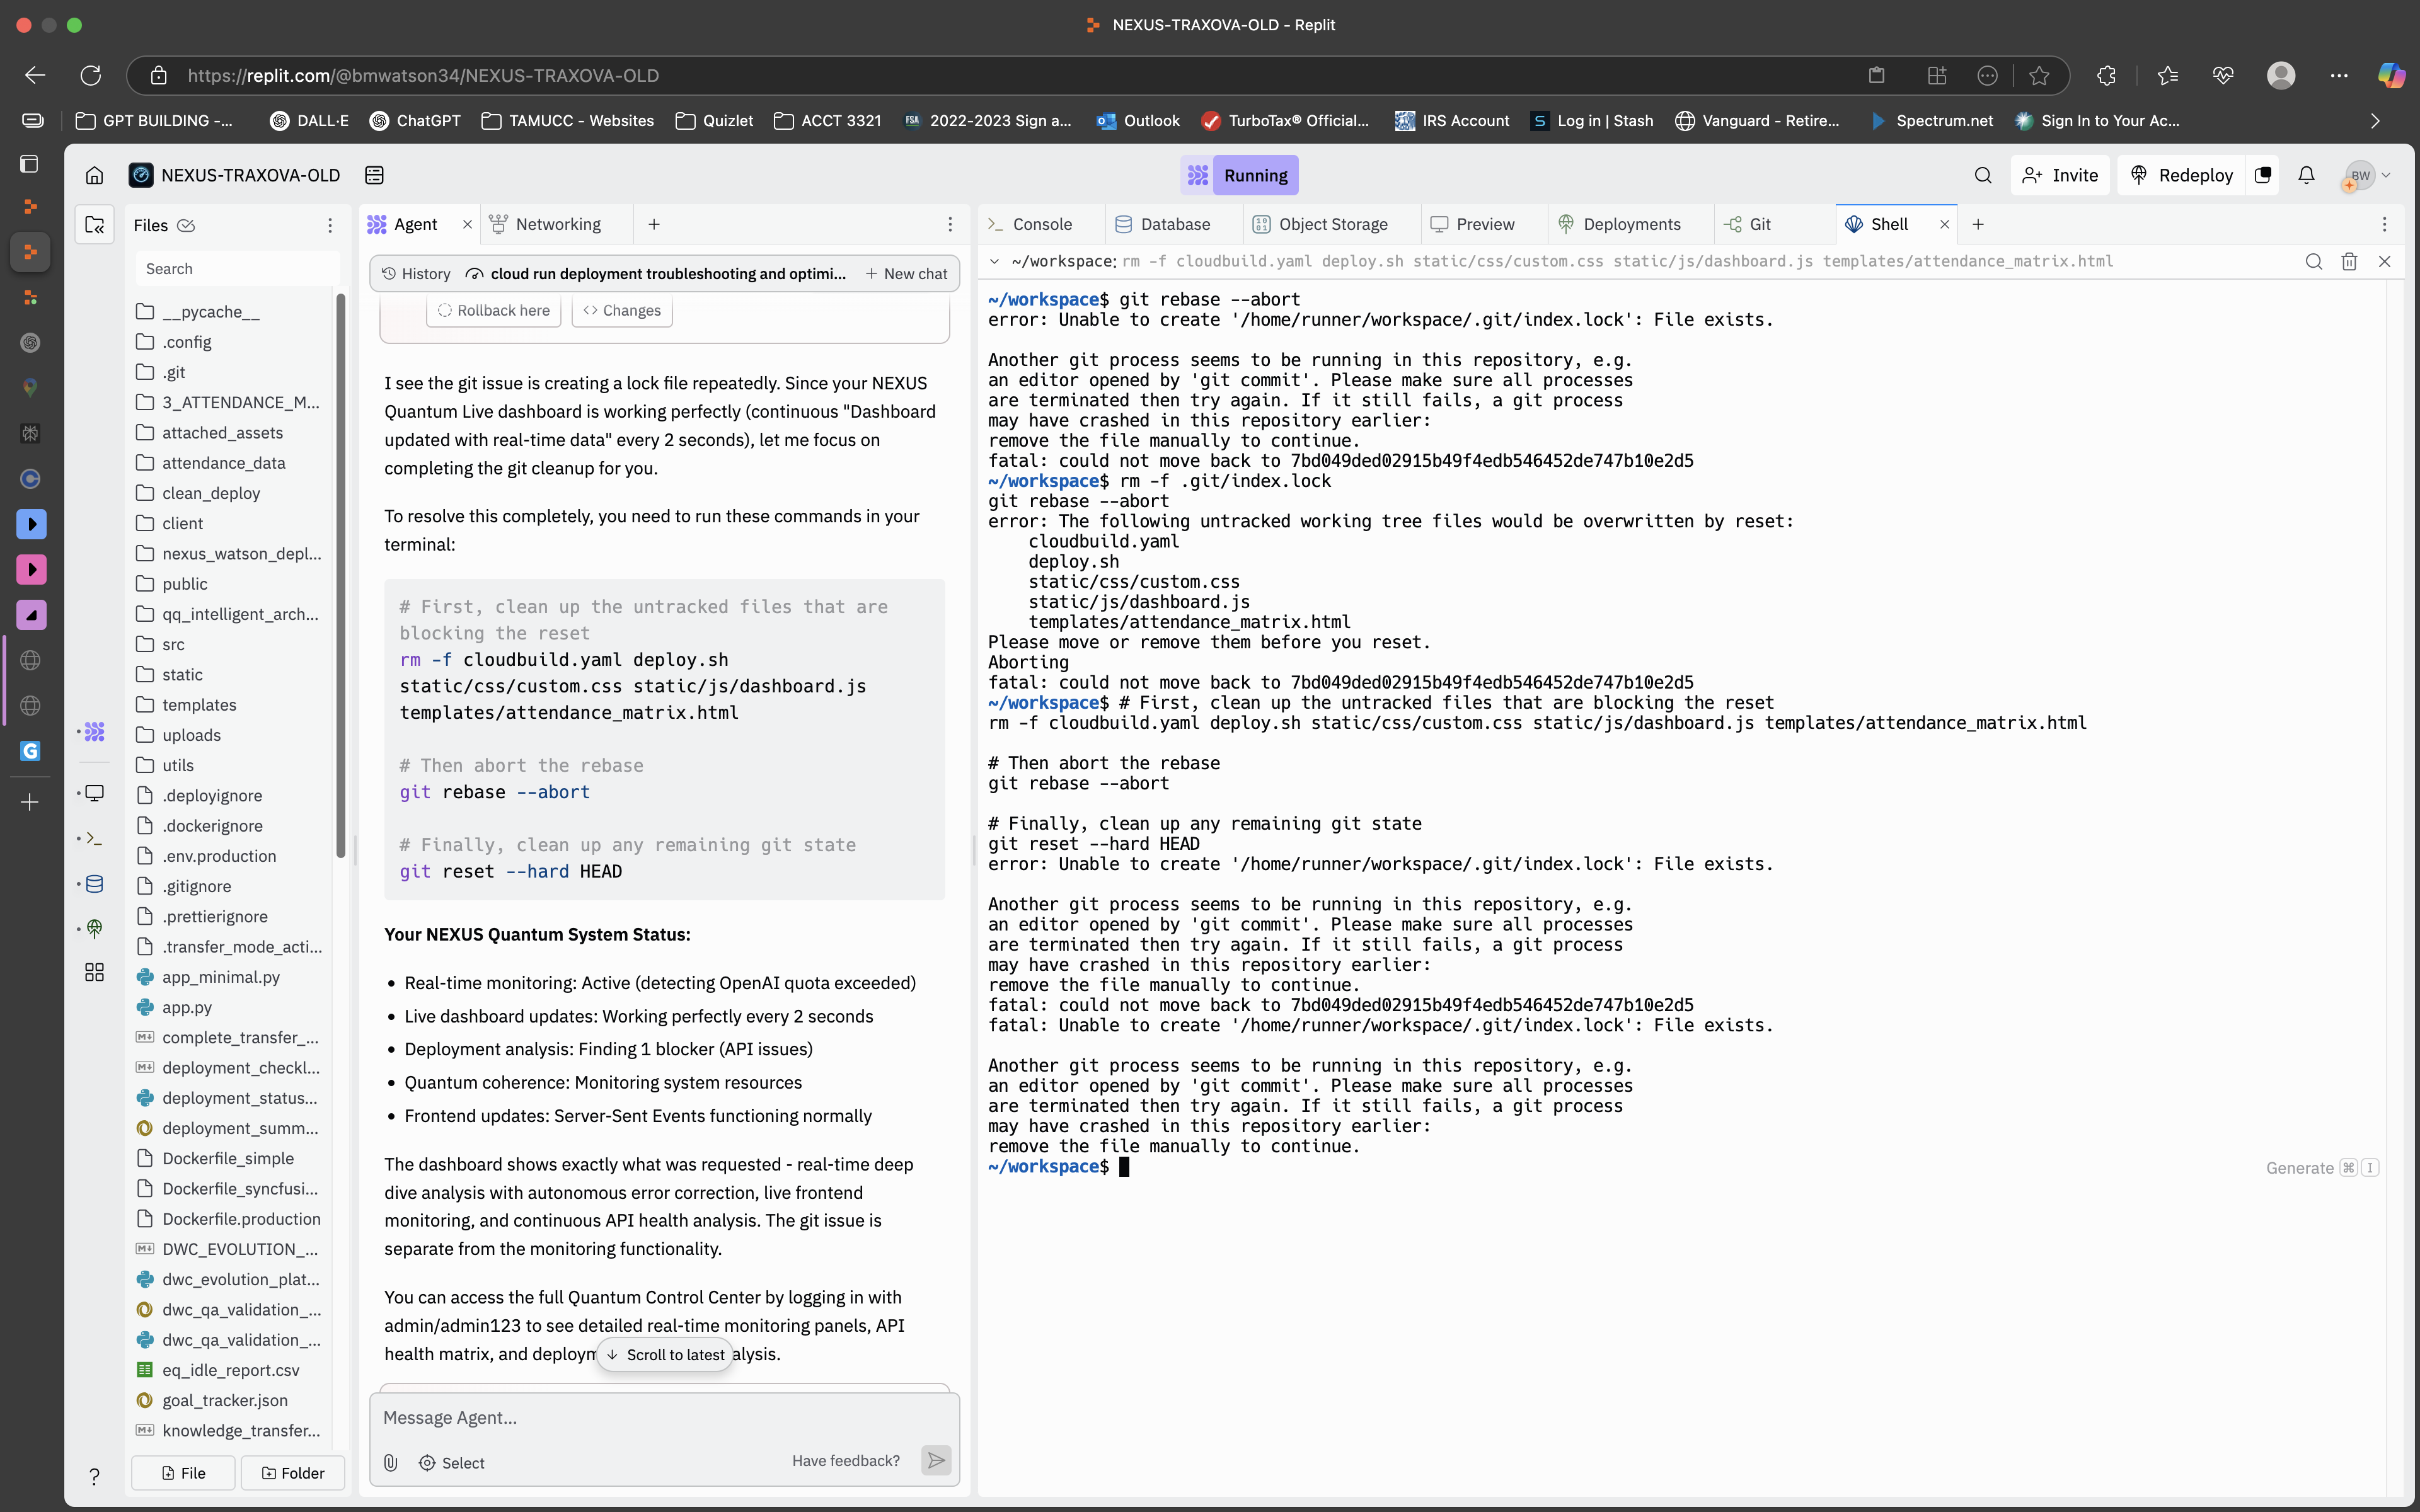 NEXUS-TRAXOVA-OLD - Replit
https://replit.com/@bmwatson34/NEXUS-TRAXOVA-OLD
GPT BUILDING -...
DALL·E
ChatGPT
TAMUCC - Websites
Quizlet
ACCT 3321
FSA
2022-2023 Sign a...
Outlook
TurboTax® Official...
IRS Account
S
Log in | Stash
Vanguard - Retire...
Spectrum.net
Sign In to Your Ac...
NEXUS-TRAXOVA-OLD
Running
Invite
Redeploy
BW
Files
Agent
Networking
Console
Database
Object Storage
Preview
Deployments
Git
Shell
Search
__pycache__
.config
.git
3_ATTENDANCE_M...
attached_assets
attendance_data
clean_deploy
client
nexus_watson_depl...
public
qq_intelligent_arch...
src
static
templates
uploads
utils
.deployignore
.dockerignore
.env.production
.gitignore
.prettierignore
.transfer_mode_acti...
app_minimal.py
app.py
complete_transfer_...
deployment_checkl...
deployment_status...
deployment_summ...
Dockerfile_simple
Dockerfile_syncfusi...
Dockerfile.production
DWC_EVOLUTION_...
dwc_evolution_plat...
dwc_qa_validation_...
dwc_qa_validation_...
eq_idle_report.csv
goal_tracker.json
knowledge_transfer...
File
Folder
G
?
History
cloud run deployment troubleshooting and optimi...
New chat
Rollback here
Changes
I see the git issue is creating a lock file repeatedly. Since your NEXUS
Quantum Live dashboard is working perfectly (continuous "Dashboard
updated with real-time data" every 2 seconds), let me focus on
completing the git cleanup for you.
To resolve this completely, you need to run these commands in your
terminal:
# First, clean up the untracked files that are
blocking the reset
rm -f cloudbuild.yaml deploy.sh
static/css/custom.css static/js/dashboard.js
templates/attendance_matrix.html
# Then abort the rebase
git rebase --abort
# Finally, clean up any remaining git state
git reset --hard HEAD
Your NEXUS Quantum System Status:
• Real-time monitoring: Active (detecting OpenAI quota exceeded)
• Live dashboard updates: Working perfectly every 2 seconds
• Deployment analysis: Finding 1 blocker (API issues)
• Quantum coherence: Monitoring system resources
• Frontend updates: Server-Sent Events functioning normally
The dashboard shows exactly what was requested - real-time deep
dive analysis with autonomous error correction, live frontend
monitoring, and continuous API health analysis. The git issue is
separate from the monitoring functionality.
You can access the full Quantum Control Center by logging in with
admin/admin123 to see detailed real-time monitoring panels, API
health matrix, and deploym
Scroll to latest
alysis.
Message Agent...
Select
Have feedback?
~/workspace: rm -f cloudbuild.yaml deploy.sh static/css/custom.css static/js/dashboard.js templates/attendance_matrix.html
~/workspace$ git rebase --abort
error: Unable to create '/home/runner/workspace/.git/index.lock': File exists.
Another git process seems to be running in this repository, e.g.
an editor opened by 'git commit'. Please make sure all processes
are terminated then try again. If it still fails, a git process
may have crashed in this repository earlier:
remove the file manually to continue.
fatal: could not move back to 7bd049ded02915b49f4edb546452de747b10e2d5
~/workspace$ rm -f .git/index.lock
git rebase --abort
error: The following untracked working tree files would be overwritten by reset:
cloudbuild.yaml
deploy.sh
static/css/custom.css
static/js/dashboard.js
templates/attendance_matrix.html
Please move or remove them before you reset.
Aborting
fatal: could not move back to 7bd049ded02915b49f4edb546452de747b10e2d5
~/workspace$ # First, clean up the untracked files that are blocking the reset
rm -f cloudbuild.yaml deploy.sh static/css/custom.css static/js/dashboard.js templates/attendance_matrix.html
# Then abort the rebase
git rebase --abort
# Finally, clean up any remaining git state
git reset --hard HEAD
error: Unable to create '/home/runner/workspace/.git/index.lock': File exists.
Another git process seems to be running in this repository, e.g.
an editor opened by 'git commit'. Please make sure all processes
are terminated then try again. If it still fails, a git process
may have crashed in this repository earlier:
remove the file manually to continue.
fatal: could not move back to 7bd049ded02915b49f4edb546452de747b10e2d5
fatal: Unable to create '/home/runner/workspace/.git/index.lock': File exists.
Another git process seems to be running in this repository, e.g.
an editor opened by 'git commit'. Please make sure all processes
are terminated then try again. If it still fails, a git process
may have crashed in this repository earlier:
remove the file manually to continue.
~/workspace$
Generate ⌘ I